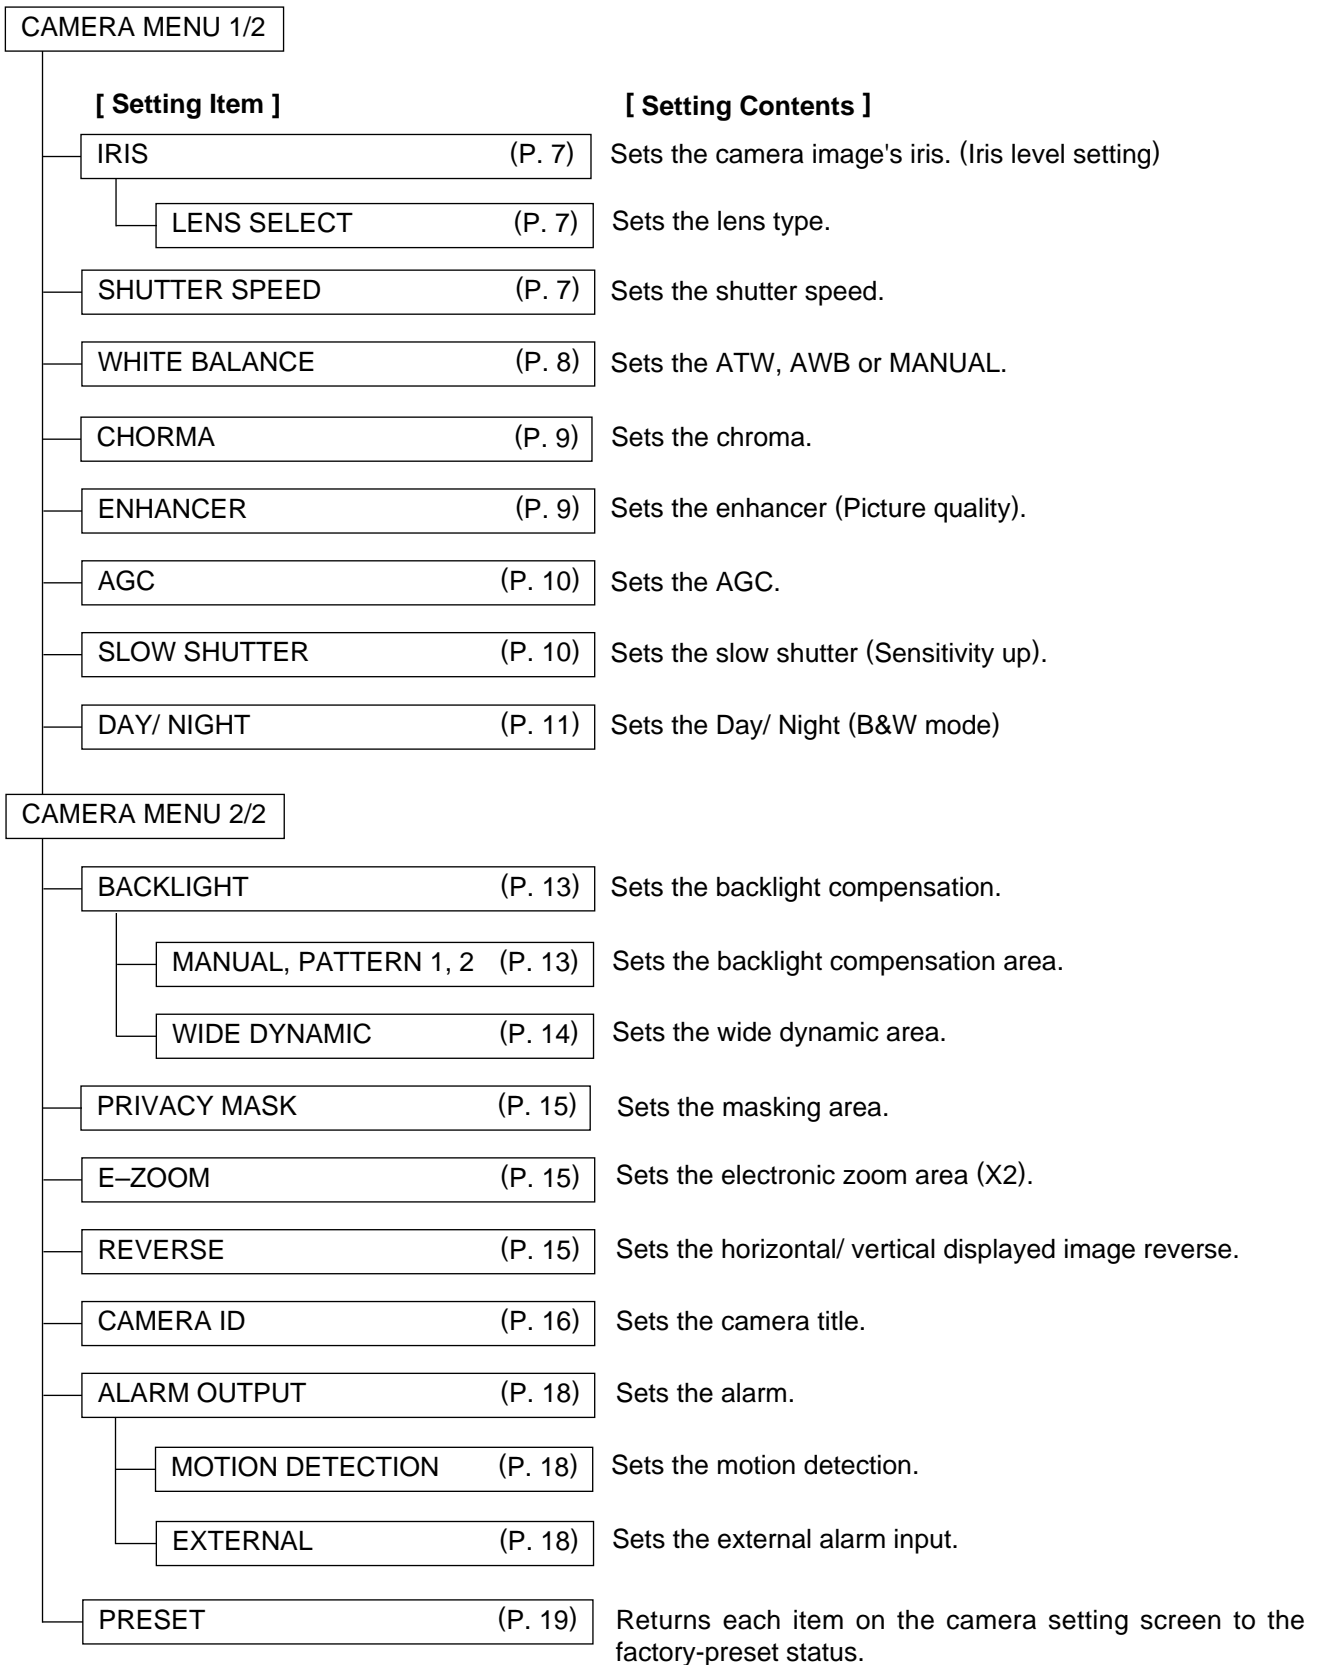 CAMERA MENU 1/2
[ Setting Item ] [ Setting Contents ]
IRIS (P. 7) Sets the camera image's iris. (Iris level setting)
LENS SELECT (P. 7) Sets the lens type.
SHUTTER SPEED (P. 7) Sets the shutter speed.
WHITE BALANCE (P. 8) Sets the ATW, AWB or MANUAL.
CHORMA (P. 9) Sets the chroma.
ENHANCER (P. 9) Sets the enhancer (Picture quality).
AGC (P. 10) Sets the AGC.
SLOW SHUTTER (P. 10) Sets the slow shutter (Sensitivity up).
DAY/ NIGHT (P. 11) Sets the Day/ Night (B&W mode)
CAMERA MENU 2/2
BACKLIGHT (P. 13) Sets the backlight compensation.
MANUAL, PATTERN 1, 2 (P. 13) Sets the backlight compensation area.
WIDE DYNAMIC (P. 14) Sets the wide dynamic area.
PRIVACY MASK (P. 15) Sets the masking area.
E–ZOOM (P. 15) Sets the electronic zoom area (X2).
REVERSE (P. 15) Sets the horizontal/ vertical displayed image reverse.
CAMERA ID (P. 16) Sets the camera title.
ALARM OUTPUT (P. 18) Sets the alarm.
MOTION DETECTION (P. 18) Sets the motion detection.
EXTERNAL (P. 18) Sets the external alarm input.
PRESET (P. 19) Returns each item on the camera setting screen to the
factory-preset status.